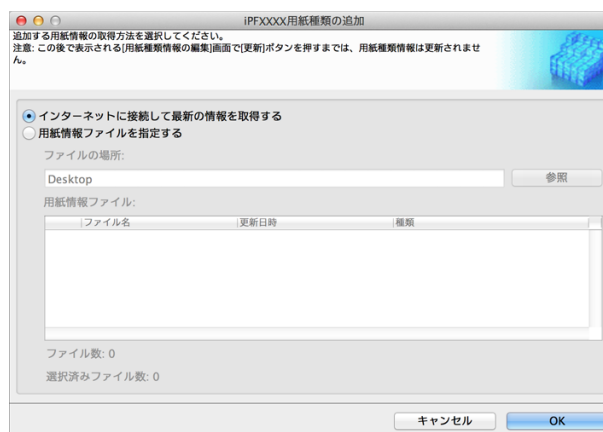 iPFXXXX用紙種類の追加
追加する用紙情報の取得方法を選択してください。
注意: この後で表示される[用紙種類情報の編集]画面で[更新]ボタンを押すまでは、用紙種類情報は更新されませ
ん。
インターネットに接続して最新の情報を取得する
用紙情報ファイルを指定する
ファイルの場所:
Desktop
参照
用紙情報ファイル:
ファイル名 更新日時 種類
ファイル数: 0
選択済みファイル数: 0
キャンセル OK